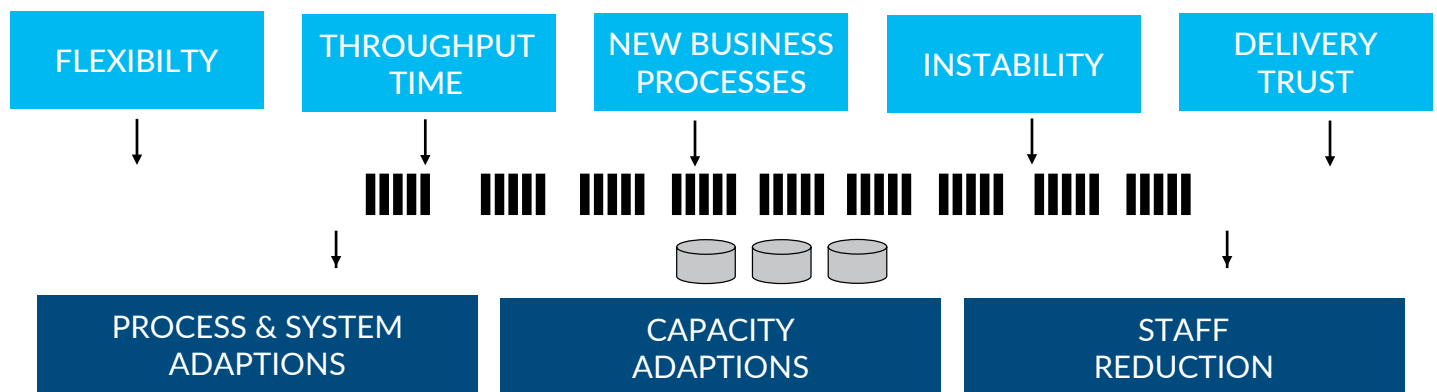 FLEXIBILTY
THROUGHPUT
TIME
NEW BUSINESS
PROCESSES
INSTABILITY
DELIVERY
TRUST
PROCESS & SYSTEM
ADAPTIONS
CAPACITY
ADAPTIONS
STAFF
REDUCTION